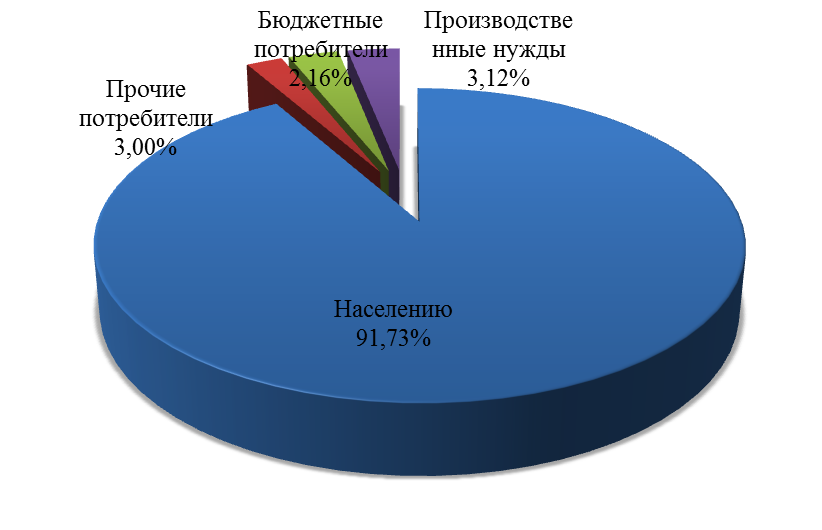 Бюджетные
потребители
2,16%
Производстве
нные нужды
3,12%
Прочие
потребители
3,00%
Населению
91,73%